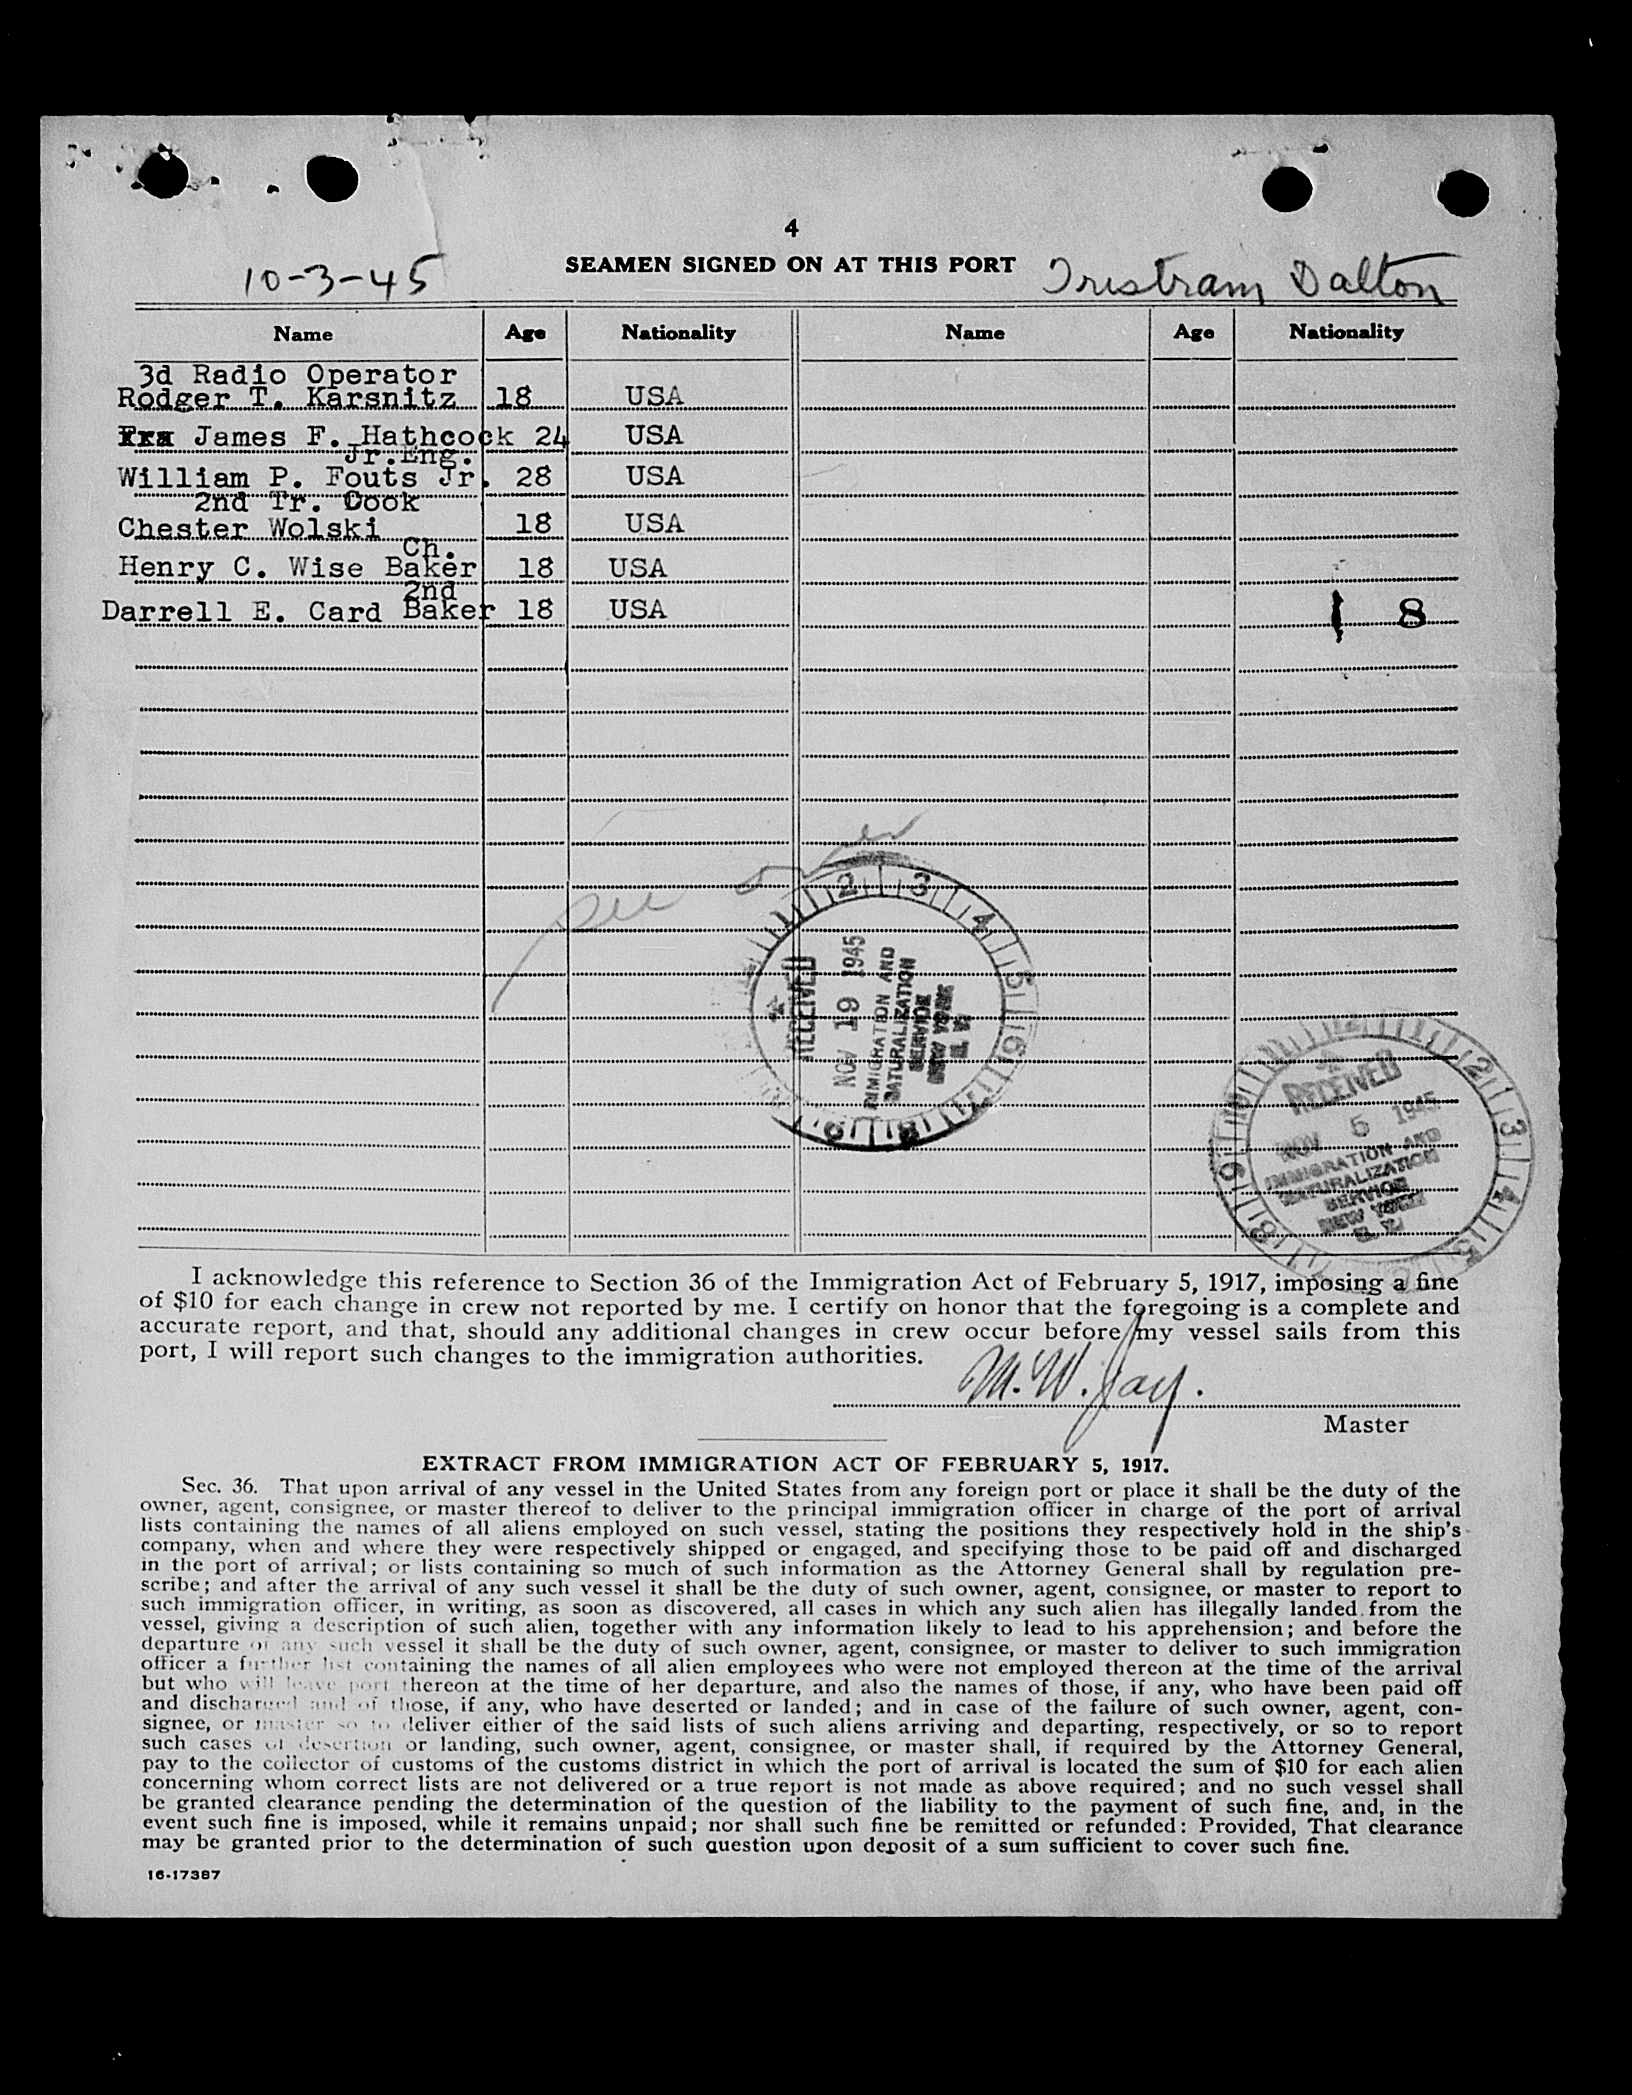 4
10-3-45 SEAMEN SIGNED ON AT THIS PORT Tristram Dalton
Name Age Nationality Name Age Nationality
3d Radio Operator
Rodger T. Karsnitz 18 USA
James F. Hathcock 24 USA
Jr.Eng.
William P. Fouts Jr. 28 USA
2nd Tr. Cook
Chester Wolski 18 USA
Ch.
Henry C. Wise Baker 18 USA
2nd
Darrell E. Card Baker 18 USA
8
see over
2 3 4 5 6 7 8 9
RECEIVED
NOV 19 1945
IMMIGRATION AND
NATURALIZATION
SERVICE
NEW YORK
N. Y.
12 1 2 3 4 5 8 9
RECEIVED
NOV 5 1945
IMMIGRATION AND
NATURALIZATION
SERVICE
NEW YORK
N. Y.
I acknowledge this reference to Section 36 of the Immigration Act of February 5, 1917, imposing a fine
of $10 for each change in crew not reported by me. I certify on honor that the foregoing is a complete and
accurate report, and that, should any additional changes in crew occur before my vessel sails from this
port, I will report such changes to the immigration authorities.
M. W. Jay.
Master
EXTRACT FROM IMMIGRATION ACT OF FEBRUARY 5, 1917.
Sec. 36. That upon arrival of any vessel in the United States from any foreign port or place it shall be the duty of the
owner, agent, consignee, or master thereof to deliver to the principal immigration officer in charge of the port of arrival
lists containing the names of all aliens employed on such vessel, stating the positions they respectively hold in the ship's
company, when and where they were respectively shipped or engaged, and specifying those to be paid off and discharged
in the port of arrival; or lists containing so much of such information as the Attorney General shall by regulation pre-
scribe; and after the arrival of any such vessel it shall be the duty of such owner, agent, consignee, or master to report to
such immigration officer, in writing, as soon as discovered, all cases in which any such alien has illegally landed from the
vessel, giving a description of such alien, together with any information likely to lead to his apprehension; and before the
departure of any such vessel it shall be the duty of such owner, agent, consignee, or master to deliver to such immigration
officer a further list containing the names of all alien employees who were not employed thereon at the time of the arrival
but who will leave port thereon at the time of her departure, and also the names of those, if any, who have been paid off
and discharged and of those, if any, who have deserted or landed; and in case of the failure of such owner, agent, con-
signee, or master so to deliver either of the said lists of such aliens arriving and departing, respectively, or so to report
such cases of desertion or landing, such owner, agent, consignee, or master shall, if required by the Attorney General,
pay to the collector of customs of the customs district in which the port of arrival is located the sum of $10 for each alien
concerning whom correct lists are not delivered or a true report is not made as above required; and no such vessel shall
be granted clearance pending the determination of the question of the liability to the payment of such fine, and, in the
event such fine is imposed, while it remains unpaid; nor shall such fine be remitted or refunded: Provided, That clearance
may be granted prior to the determination of such question upon deposit of a sum sufficient to cover such fine.
16-17387